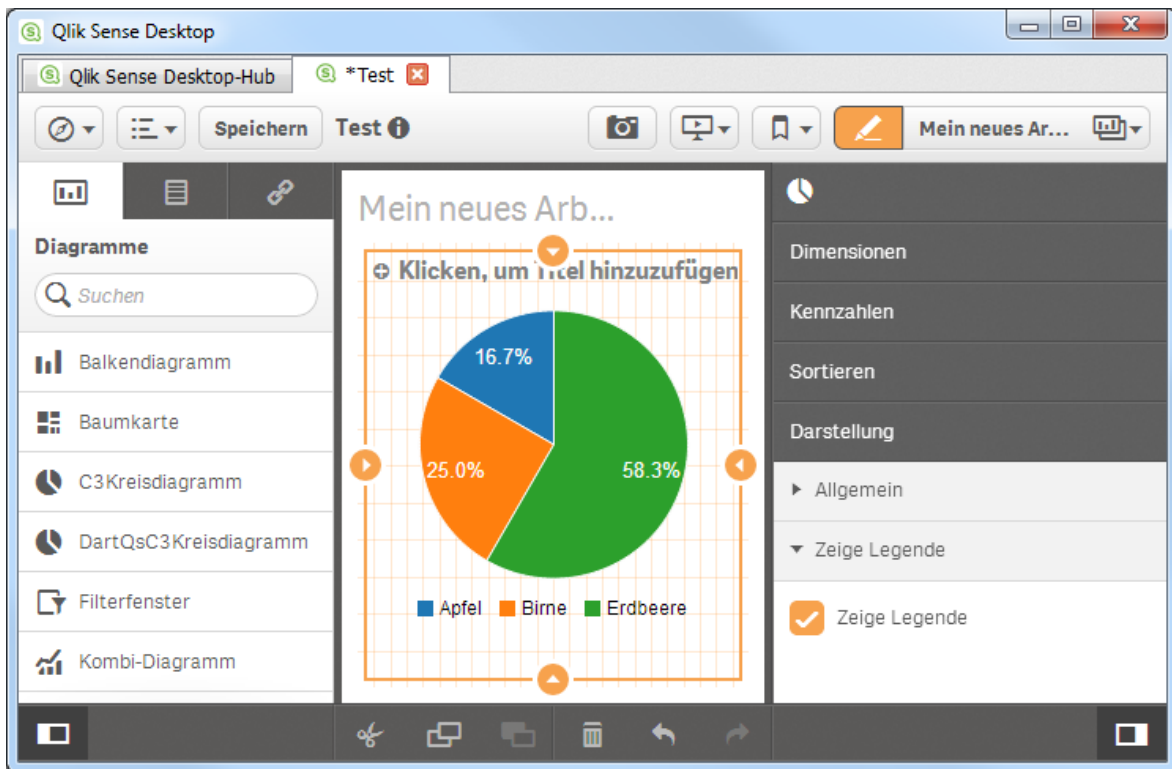 Qlik Sense Desktop
Qlik Sense Desktop-Hub
*Test
Speichern
Test
Mein neues Ar...
Diagramme
Suchen
Balkendiagramm
Baumkarte
C3Kreisdiagramm
DartQsC3Kreisdiagramm
Filterfenster
Kombi-Diagramm
Mein neues Arb...
Klicken, um Titel hinzuzufügen
16.7%
25.0%
58.3%
Apfel Birne Erdbeere
Dimensionen
Kennzahlen
Sortieren
Darstellung
Allgemein
Zeige Legende
Zeige Legende